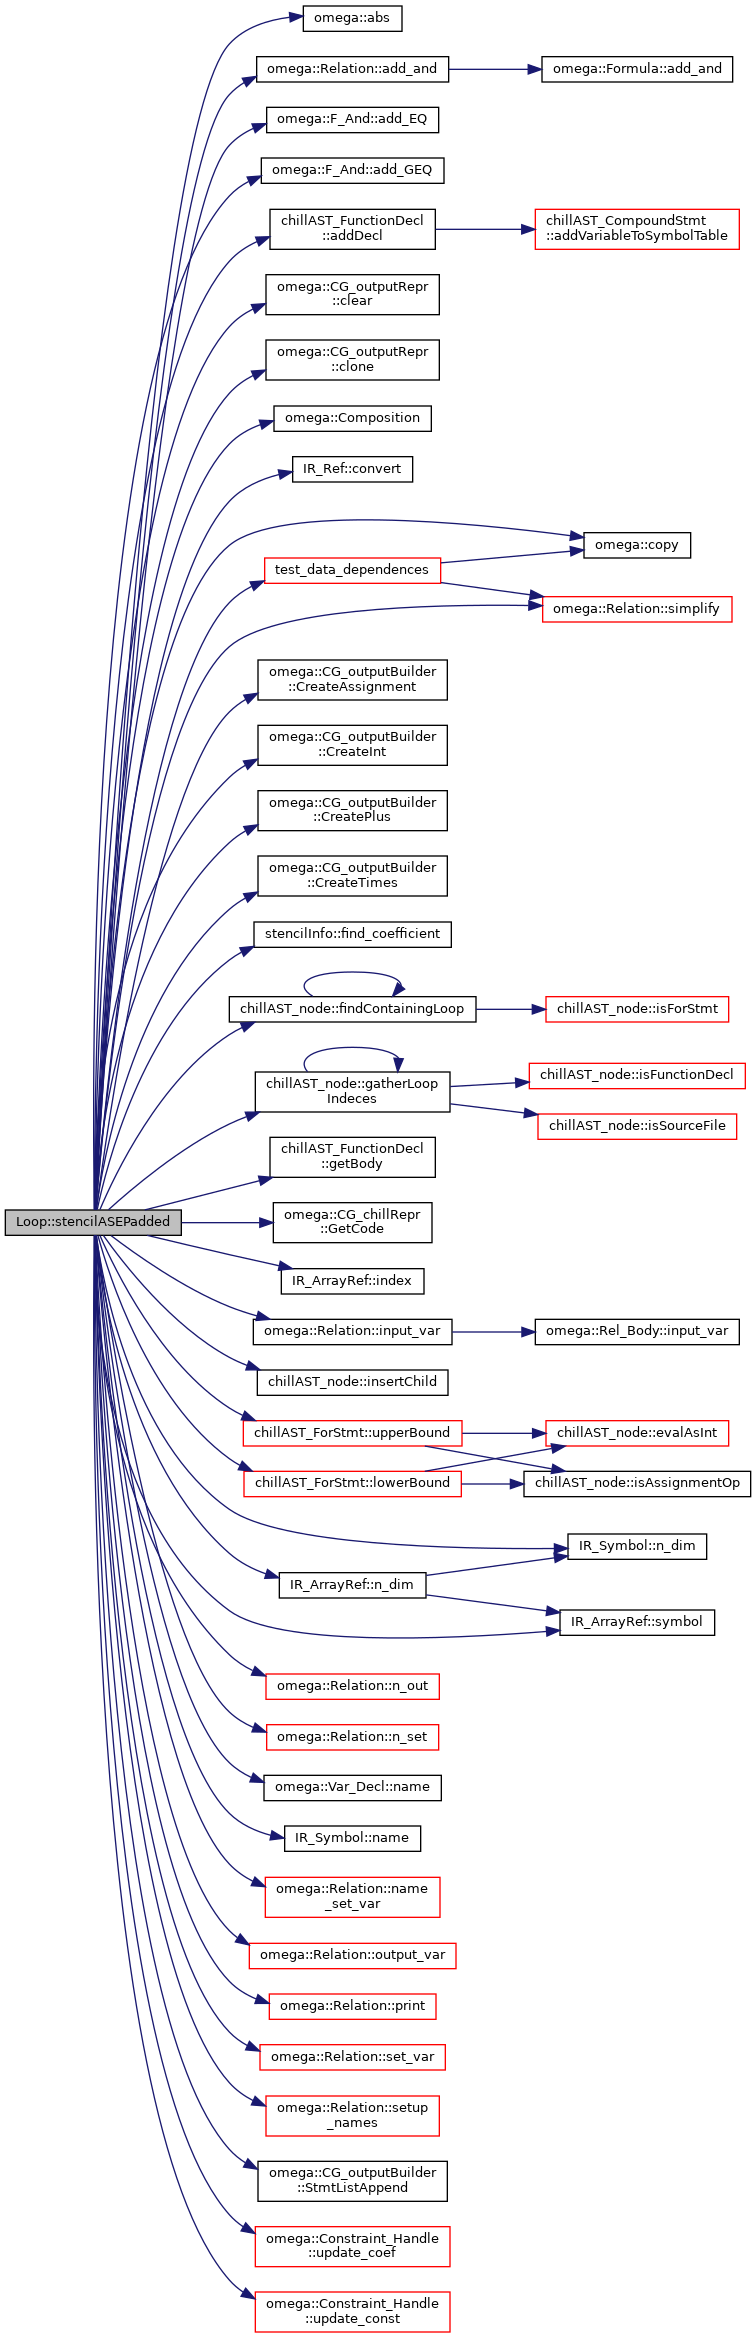 omega::abs
omega::Relation::add_and
omega::Formula::add_and
omega::F_And::add_EQ
omega::F_And::add_GEQ
chillAST_FunctionDecl
::addDecl
chillAST_CompoundStmt
::addVariableToSymbolTable
omega::CG_outputRepr
::clear
omega::CG_outputRepr
::clone
omega::Composition
IR_Ref::convert
omega::copy
test_data_dependences
omega::Relation::simplify
omega::CG_outputBuilder
::CreateAssignment
omega::CG_outputBuilder
::CreateInt
omega::CG_outputBuilder
::CreatePlus
omega::CG_outputBuilder
::CreateTimes
stencilInfo::find_coefficient
chillAST_node::findContainingLoop
chillAST_node::isForStmt
chillAST_node::gatherLoop
Indeces
chillAST_node::isFunctionDecl
chillAST_node::isSourceFile
chillAST_FunctionDecl
::getBody
Loop::stencilASEPadded
omega::CG_chillRepr
::GetCode
IR_ArrayRef::index
omega::Relation::input_var
omega::Rel_Body::input_var
chillAST_node::insertChild
chillAST_ForStmt::upperBound
chillAST_node::evalAsInt
chillAST_ForStmt::lowerBound
chillAST_node::isAssignmentOp
IR_Symbol::n_dim
IR_ArrayRef::n_dim
IR_ArrayRef::symbol
omega::Relation::n_out
omega::Relation::n_set
omega::Var_Decl::name
IR_Symbol::name
omega::Relation::name
_set_var
omega::Relation::output_var
omega::Relation::print
omega::Relation::set_var
omega::Relation::setup
_names
omega::CG_outputBuilder
::StmtListAppend
omega::Constraint_Handle
::update_coef
omega::Constraint_Handle
::update_const